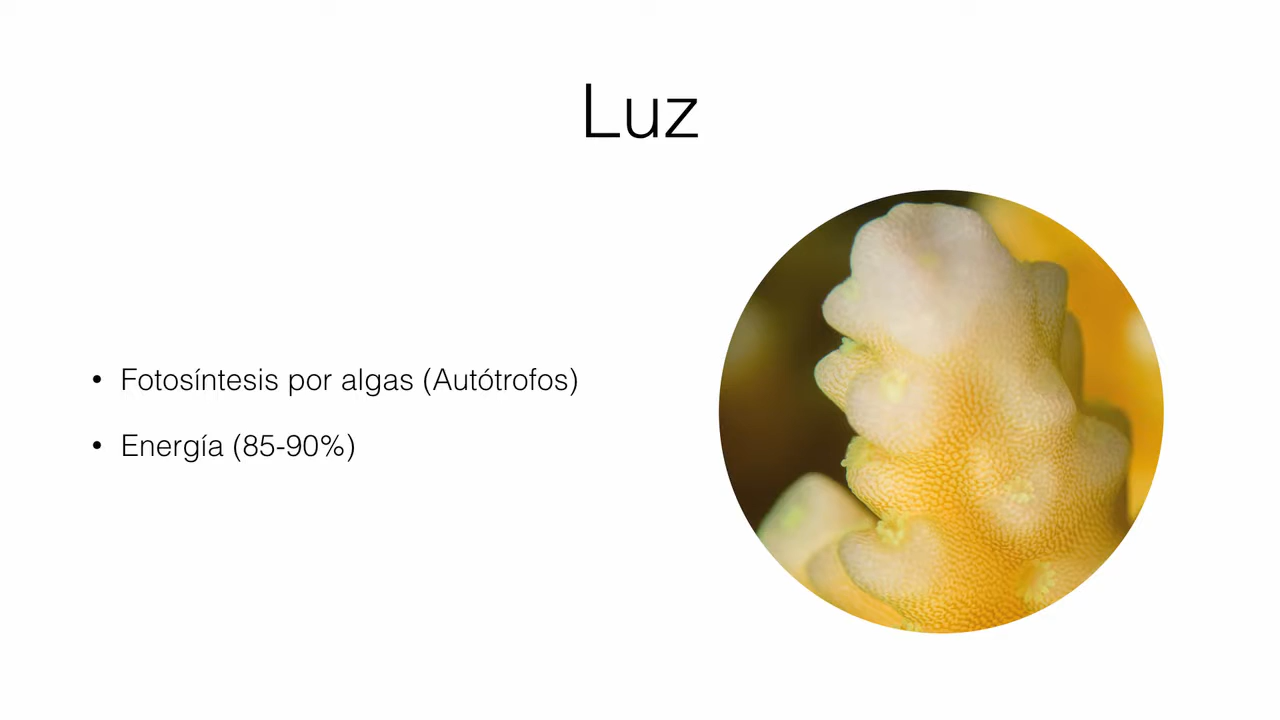 Luz
• Fotosíntesis por algas (Autótrofos)
• Energía (85-90%)